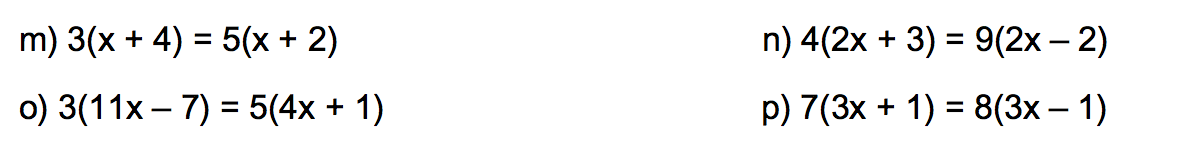 m) 3(x + 4) = 5(x + 2) n) 4(2x + 3) = 9(2x – 2)
o) 3(11x – 7) = 5(4x + 1) p) 7(3x + 1) = 8(3x – 1)